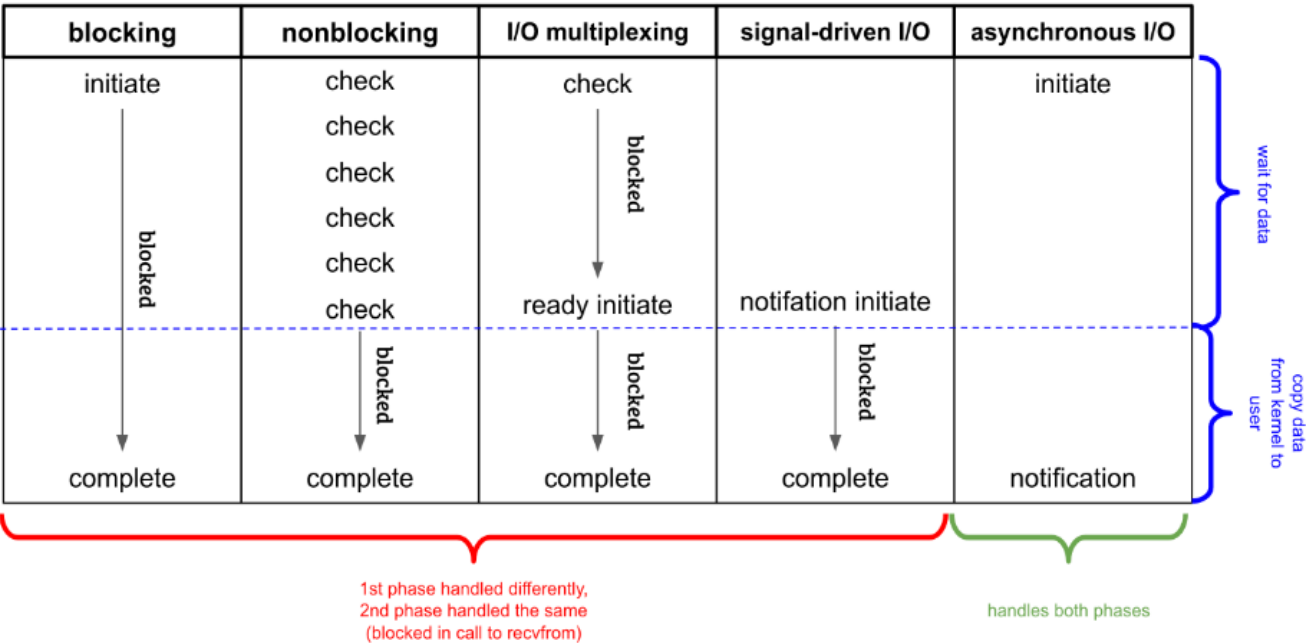 blocking nonblocking I/O multiplexing signal-driven I/O asynchronous I/O
initiate check check initiate
check
check
check
check
check ready initiate notifation initiate
blocked
blocked
blocked
blocked
blocked
complete complete complete complete notification
wait for data
copy data
from kernel to
user
1st phase handled differently,
2nd phase handled the same
(blocked in call to recvfrom)
handles both phases